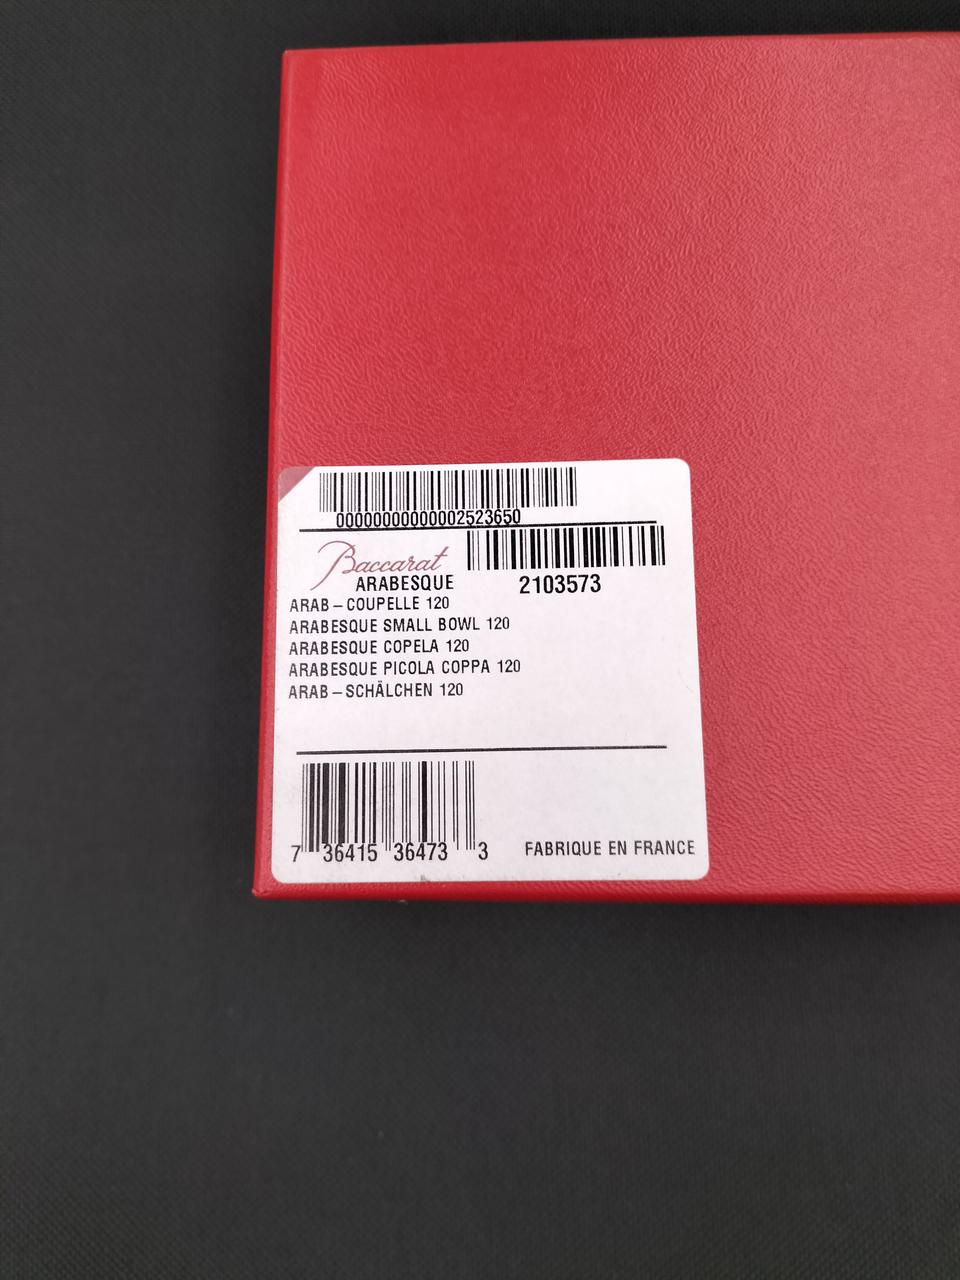 00000000000002523650
Baccarat
ARABESQUE
2103573
ARAB – COUPELLE 120
ARABESQUE SMALL BOWL 120
ARABESQUE COPELA 120
ARABESQUE PICOLA COPPA 120
ARAB – SCHÄLCHEN 120
7 36415 36473 3
FABRIQUE EN FRANCE